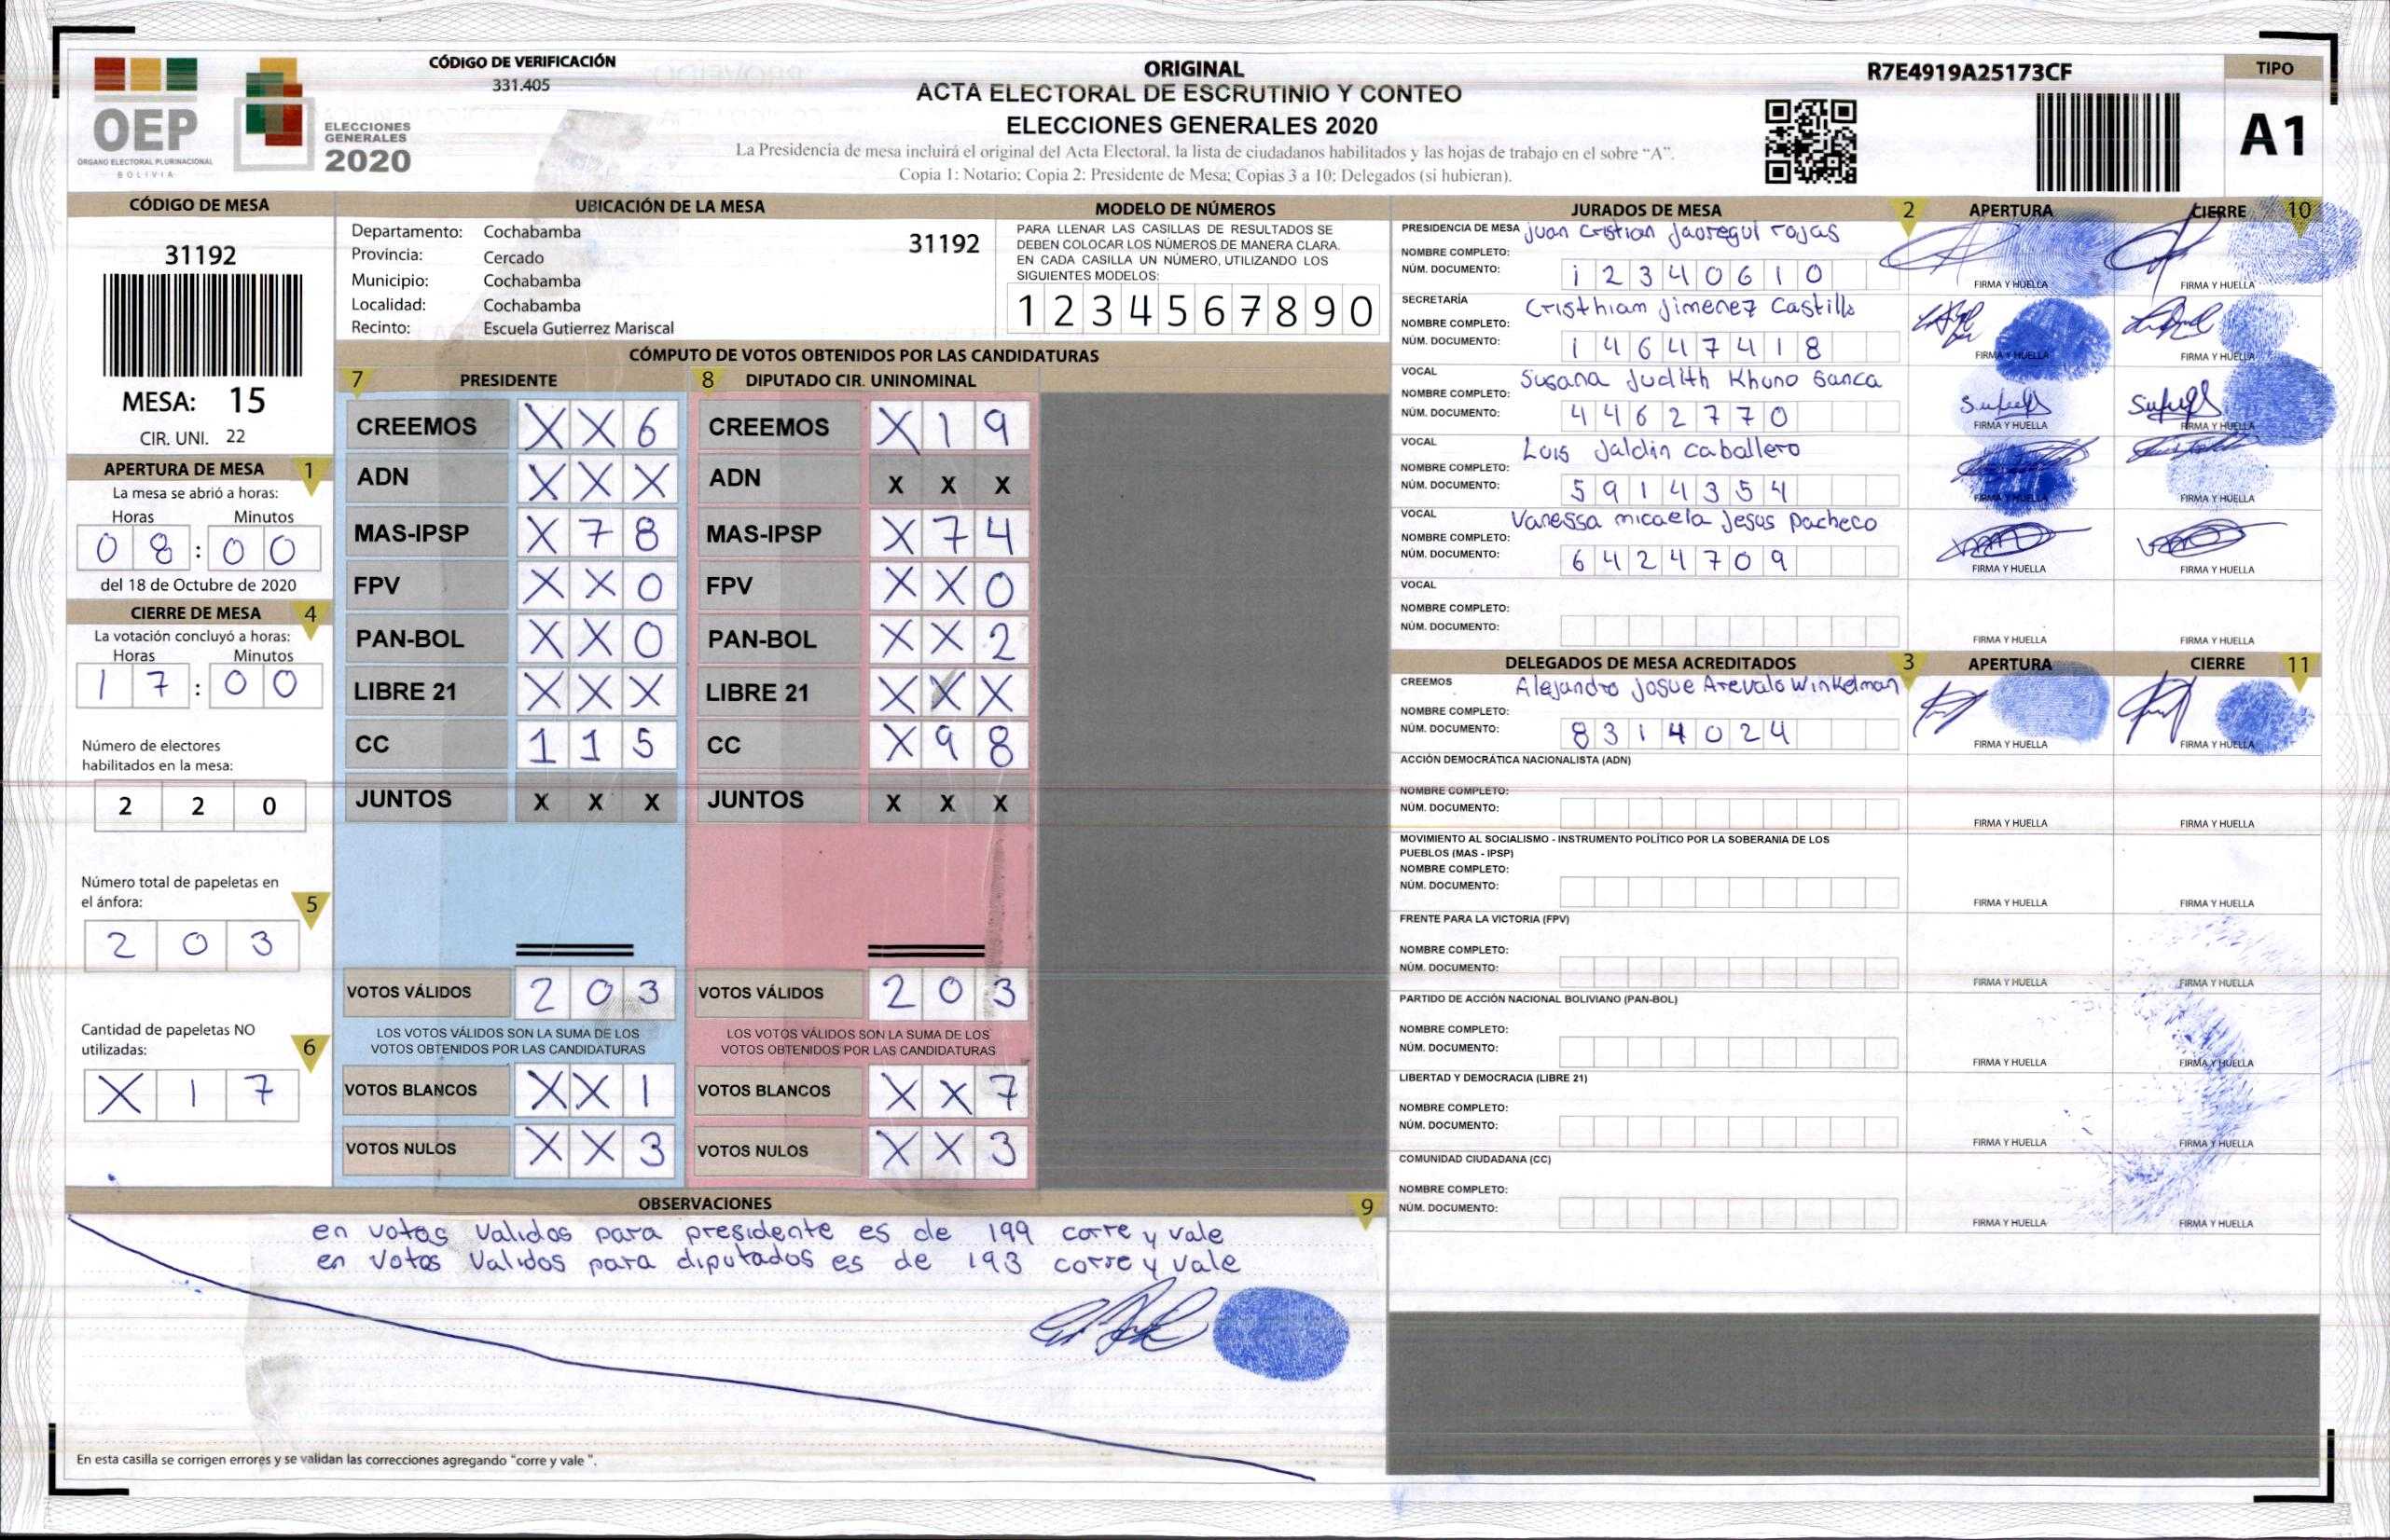 CÓDIGO DE VERIFICACIÓN
331.405
OEP
ÓRGANO ELECTORAL PLURINACIONAL
BOLIVIA
ELECCIONES
GENERALES
2020
ORIGINAL
ACTA ELECTORAL DE ESCRUTINIO Y CONTEO
ELECCIONES GENERALES 2020
La Presidencia de mesa incluirá el original del Acta Electoral, la lista de ciudadanos habilitados y las hojas de trabajo en el sobre “A”.
Copia 1: Notario; Copia 2: Presidente de Mesa; Copias 3 a 10: Delegados (si hubieran).
R7E4919A25173CF
TIPO
A1
CÓDIGO DE MESA
31192
MESA: 15
CIR. UNI. 22
APERTURA DE MESA 1
La mesa se abrió a horas:
Horas Minutos
0 8 : 0 0
del 18 de Octubre de 2020
CIERRE DE MESA 4
La votación concluyó a horas:
Horas Minutos
1 7 : 0 0
Número de electores
habilitados en la mesa:
2 2 0
Número total de papeletas en
el ánfora: 5
2 0 3
Cantidad de papeletas NO
utilizadas: 6
X 1 7
UBICACIÓN DE LA MESA
Departamento: Cochabamba
31192
Provincia: Cercado
Municipio: Cochabamba
Localidad: Cochabamba
Recinto: Escuela Gutierrez Mariscal
MODELO DE NÚMEROS
PARA LLENAR LAS CASILLAS DE RESULTADOS SE
DEBEN COLOCAR LOS NÚMEROS DE MANERA CLARA.
EN CADA CASILLA UN NÚMERO, UTILIZANDO LOS
SIGUIENTES MODELOS:
1 2 3 4 5 6 7 8 9 0
CÓMPUTO DE VOTOS OBTENIDOS POR LAS CANDIDATURAS
7 PRESIDENTE
CREEMOS X X 6
ADN X X X
MAS-IPSP X 7 8
FPV X X 0
PAN-BOL X X 0
LIBRE 21 X X X
CC 1 1 5
JUNTOS X X X
VOTOS VÁLIDOS 2 0 3
LOS VOTOS VÁLIDOS SON LA SUMA DE LOS
VOTOS OBTENIDOS POR LAS CANDIDATURAS
VOTOS BLANCOS X X 1
VOTOS NULOS X X 3
8 DIPUTADO CIR. UNINOMINAL
CREEMOS X 1 9
ADN X X X
MAS-IPSP X 7 4
FPV X X 0
PAN-BOL X X 2
LIBRE 21 X X X
CC X 9 8
JUNTOS X X X
VOTOS VÁLIDOS 2 0 3
LOS VOTOS VÁLIDOS SON LA SUMA DE LOS
VOTOS OBTENIDOS POR LAS CANDIDATURAS
VOTOS BLANCOS X X 7
VOTOS NULOS X X 3
OBSERVACIONES 9
en votos Validos para presidente es de 199 corre y vale
en votos Validos para diputados es de 193 corre y vale
En esta casilla se corrigen errores y se validan las correcciones agregando "corre y vale ".
JURADOS DE MESA 2 APERTURA CIERRE 10
PRESIDENCIA DE MESA Juan Cristian Jauregui rojas
NOMBRE COMPLETO:
NÚM. DOCUMENTO: 1 2 3 4 0 6 1 0
FIRMA Y HUELLA FIRMA Y HUELLA
SECRETARÍA Cristhiam Jimenez Castillo
NOMBRE COMPLETO:
NÚM. DOCUMENTO: 1 4 6 4 7 4 1 8
FIRMA Y HUELLA FIRMA Y HUELLA
VOCAL Susana Judith Khuno Ganca
NOMBRE COMPLETO:
NÚM. DOCUMENTO: 4 4 6 2 7 7 0
FIRMA Y HUELLA FIRMA Y HUELLA
VOCAL Luis Jaldin Caballero
NOMBRE COMPLETO:
NÚM. DOCUMENTO: 5 9 1 4 3 5 4
FIRMA Y HUELLA FIRMA Y HUELLA
VOCAL Vanessa micaela Jesus Pacheco
NOMBRE COMPLETO:
NÚM. DOCUMENTO: 6 4 2 4 7 0 9
FIRMA Y HUELLA FIRMA Y HUELLA
VOCAL
NOMBRE COMPLETO:
NÚM. DOCUMENTO:
FIRMA Y HUELLA FIRMA Y HUELLA
DELEGADOS DE MESA ACREDITADOS 3 APERTURA CIERRE 11
CREEMOS Alejandro Josue Arevalo Winkelman
NOMBRE COMPLETO:
NÚM. DOCUMENTO: 8 3 1 4 0 2 4
FIRMA Y HUELLA FIRMA Y HUELLA
ACCIÓN DEMOCRÁTICA NACIONALISTA (ADN)
NOMBRE COMPLETO:
NÚM. DOCUMENTO:
FIRMA Y HUELLA FIRMA Y HUELLA
MOVIMIENTO AL SOCIALISMO - INSTRUMENTO POLÍTICO POR LA SOBERANIA DE LOS
PUEBLOS (MAS - IPSP)
NOMBRE COMPLETO:
NÚM. DOCUMENTO:
FIRMA Y HUELLA FIRMA Y HUELLA
FRENTE PARA LA VICTORIA (FPV)
NOMBRE COMPLETO:
NÚM. DOCUMENTO:
FIRMA Y HUELLA FIRMA Y HUELLA
PARTIDO DE ACCIÓN NACIONAL BOLIVIANO (PAN-BOL)
NOMBRE COMPLETO:
NÚM. DOCUMENTO:
FIRMA Y HUELLA FIRMA Y HUELLA
LIBERTAD Y DEMOCRACIA (LIBRE 21)
NOMBRE COMPLETO:
NÚM. DOCUMENTO:
FIRMA Y HUELLA FIRMA Y HUELLA
COMUNIDAD CIUDADANA (CC)
NOMBRE COMPLETO:
NÚM. DOCUMENTO:
FIRMA Y HUELLA FIRMA Y HUELLA